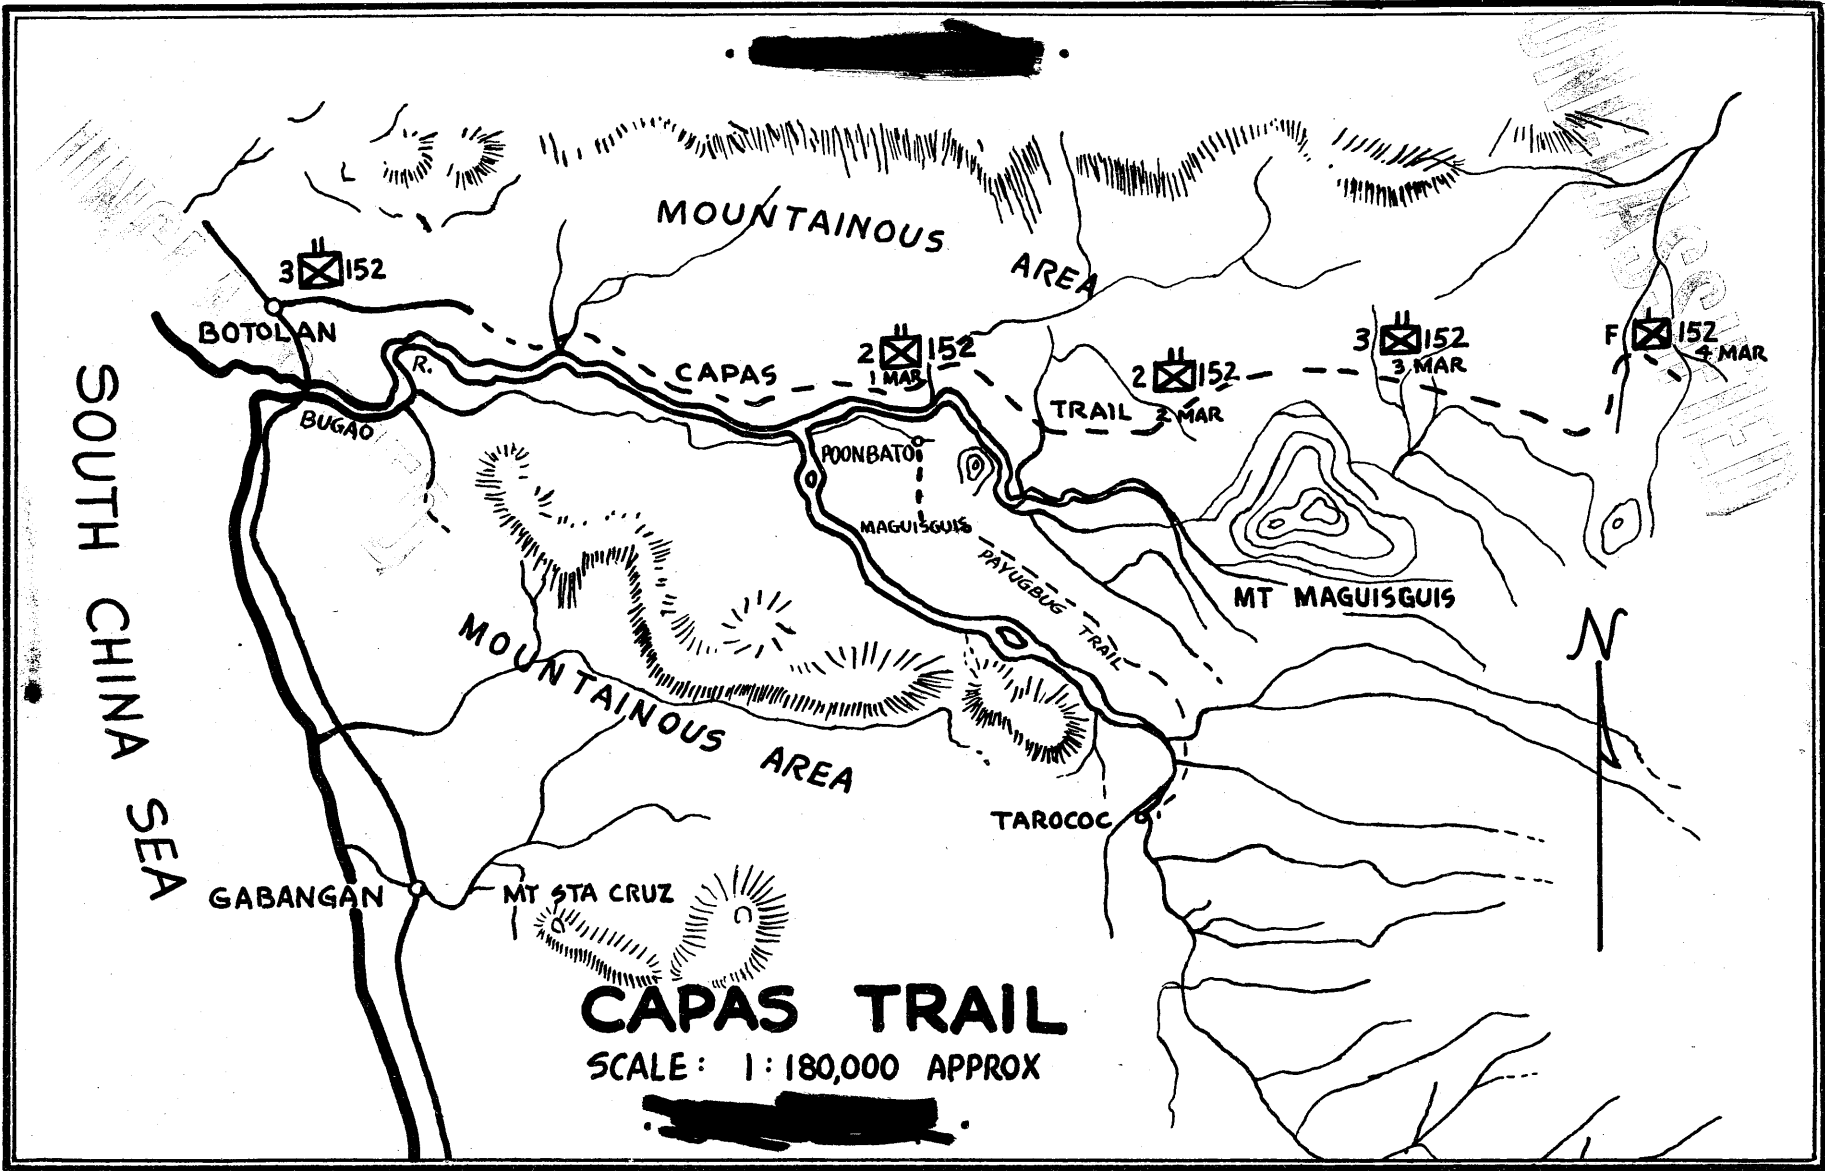 MOUNTAINOUS AREA
3 152
BOTOLAN
R.
BUGAO
CAPAS TRAIL
2 152
1 MAR
2 152
2 MAR
3 152
3 MAR
F 152
4 MAR
POONBATO
MAGUISGUIS
PAYUGBUG TRAIL
MT MAGUISGUIS
SOUTH CHINA SEA
MOUNTAINOUS AREA
N
TAROCOC
GABANGAN
MT STA CRUZ
CAPAS TRAIL
SCALE: 1:180,000 APPROX